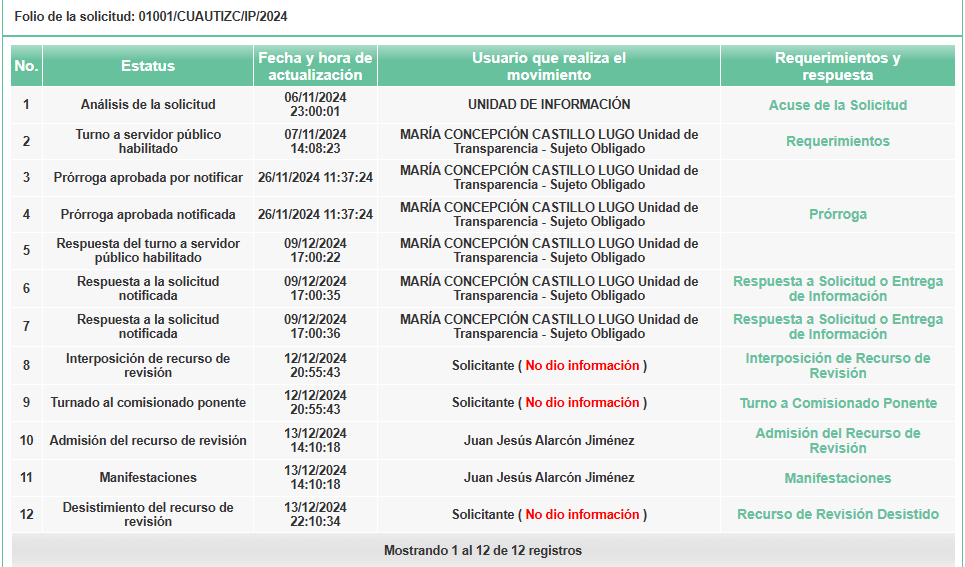 Folio de la solicitud: 01001/CUAUTIZC/IP/2024
No. Estatus Fecha y hora de actualización Usuario que realiza el movimiento Requerimientos y respuesta
1 Análisis de la solicitud 06/11/2024 23:00:01 UNIDAD DE INFORMACIÓN Acuse de la Solicitud
2 Turno a servidor público habilitado 07/11/2024 14:08:23 MARÍA CONCEPCIÓN CASTILLO LUGO Unidad de Transparencia - Sujeto Obligado Requerimientos
3 Prórroga aprobada por notificar 26/11/2024 11:37:24 MARÍA CONCEPCIÓN CASTILLO LUGO Unidad de Transparencia - Sujeto Obligado
4 Prórroga aprobada notificada 26/11/2024 11:37:24 MARÍA CONCEPCIÓN CASTILLO LUGO Unidad de Transparencia - Sujeto Obligado Prórroga
5 Respuesta del turno a servidor público habilitado 09/12/2024 17:00:22 MARÍA CONCEPCIÓN CASTILLO LUGO Unidad de Transparencia - Sujeto Obligado
6 Respuesta a la solicitud notificada 09/12/2024 17:00:35 MARÍA CONCEPCIÓN CASTILLO LUGO Unidad de Transparencia - Sujeto Obligado Respuesta a Solicitud o Entrega de Información
7 Respuesta a la solicitud notificada 09/12/2024 17:00:36 MARÍA CONCEPCIÓN CASTILLO LUGO Unidad de Transparencia - Sujeto Obligado Respuesta a Solicitud o Entrega de Información
8 Interposición de recurso de revisión 12/12/2024 20:55:43 Solicitante ( No dio información ) Interposición de Recurso de Revisión
9 Turnado al comisionado ponente 12/12/2024 20:55:43 Solicitante ( No dio información ) Turno a Comisionado Ponente
10 Admisión del recurso de revisión 13/12/2024 14:10:18 Juan Jesús Alarcón Jiménez Admisión del Recurso de Revisión
11 Manifestaciones 13/12/2024 14:10:18 Juan Jesús Alarcón Jiménez Manifestaciones
12 Desistimiento del recurso de revisión 13/12/2024 22:10:34 Solicitante ( No dio información ) Recurso de Revisión Desistido
Mostrando 1 al 12 de 12 registros